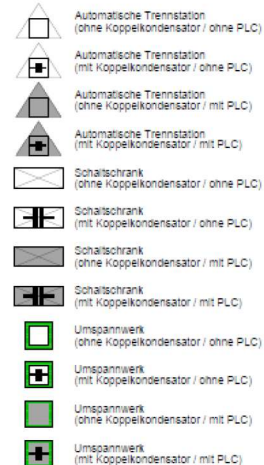 Automatische Trennstation
(ohne Koppelkondensator / ohne PLC)
Automatische Trennstation
(mit Koppelkondensator / ohne PLC)
Automatische Trennstation
(ohne Koppelkondensator / mit PLC)
Automatische Trennstation
(mit Koppelkondensator / mit PLC)
Schaltschrank
(ohne Koppelkondensator / ohne PLC)
Schaltschrank
(mit Koppelkondensator / ohne PLC)
Schaltschrank
(ohne Koppelkondensator / mit PLC)
Schaltschrank
(mit Koppelkondensator / mit PLC)
Umspannwerk
(ohne Koppelkondensator / ohne PLC)
Umspannwerk
(mit Koppelkondensator / ohne PLC)
Umspannwerk
(ohne Koppelkondensator / mit PLC)
Umspannwerk
(mit Koppelkondensator / mit PLC)